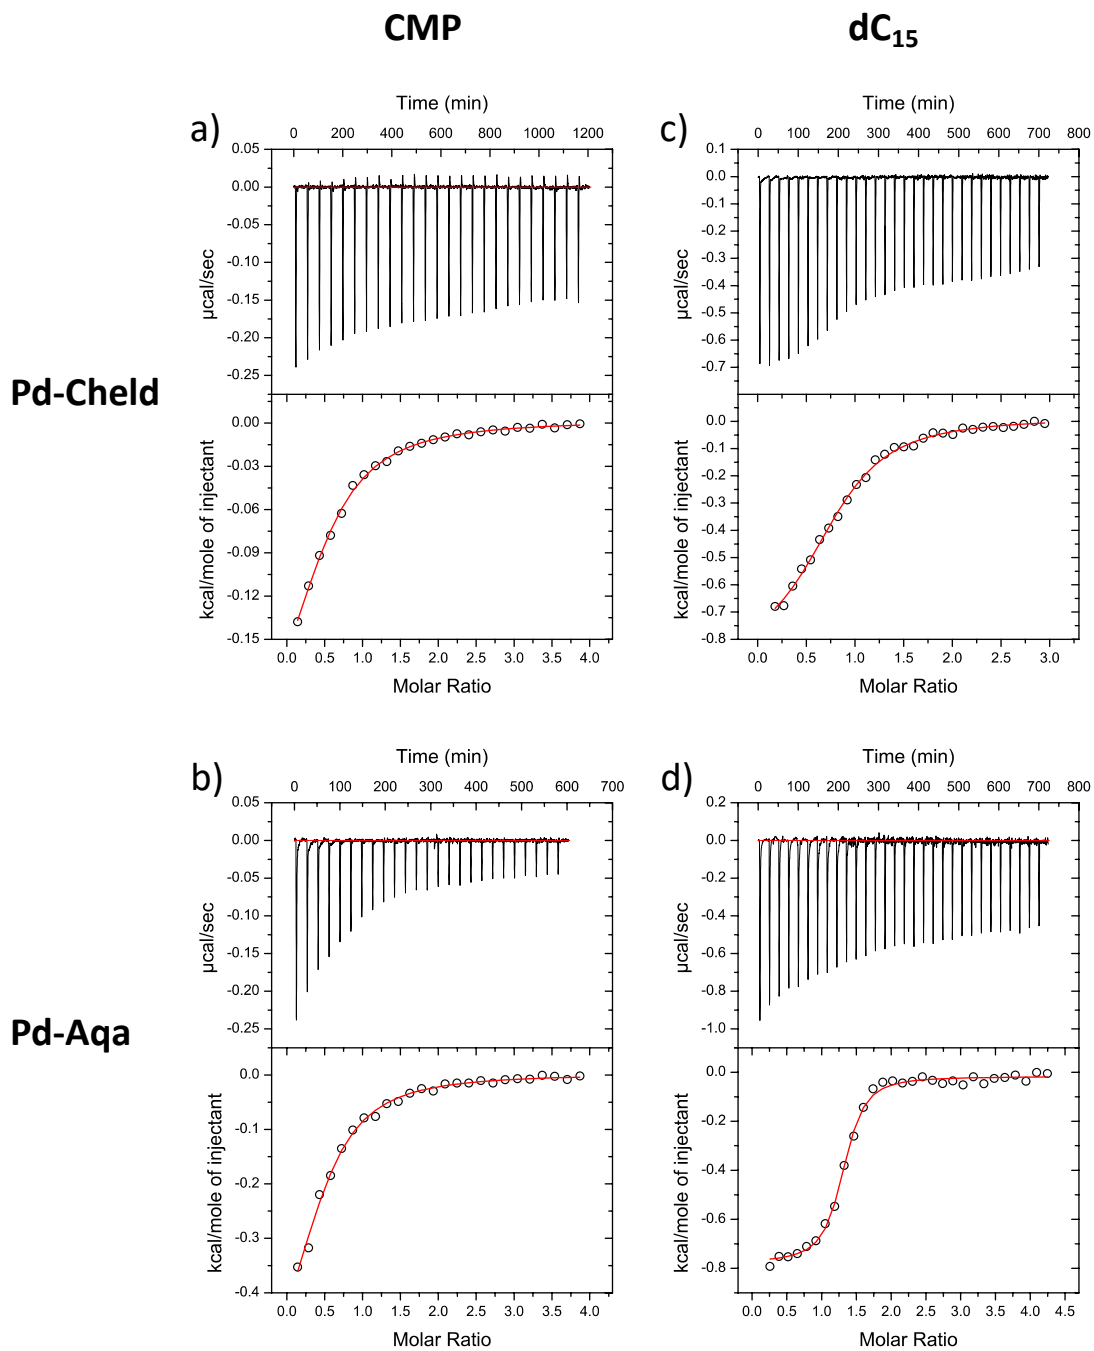 CMP
dC₁₅
Pd-Cheld
a)
Time (min)
0 200 400 600 800 1000 1200
0.05
0.00
-0.05
-0.10
-0.15
-0.20
-0.25
µcal/sec
0.00
-0.03
-0.06
-0.09
-0.12
-0.15
kcal/mole of injectant
0.0 0.5 1.0 1.5 2.0 2.5 3.0 3.5 4.0
Molar Ratio
c)
Time (min)
0 100 200 300 400 500 600 700 800
0.1
0.0
-0.1
-0.2
-0.3
-0.4
-0.5
-0.6
-0.7
µcal/sec
0.0
-0.1
-0.2
-0.3
-0.4
-0.5
-0.6
-0.7
-0.8
kcal/mole of injectant
0.0 0.5 1.0 1.5 2.0 2.5 3.0
Molar Ratio
Pd-Aqa
b)
Time (min)
0 100 200 300 400 500 600 700
0.05
0.00
-0.05
-0.10
-0.15
-0.20
-0.25
µcal/sec
0.0
-0.1
-0.2
-0.3
-0.4
kcal/mole of injectant
0.0 0.5 1.0 1.5 2.0 2.5 3.0 3.5 4.0
Molar Ratio
d)
Time (min)
0 100 200 300 400 500 600 700 800
0.2
0.0
-0.2
-0.4
-0.6
-0.8
-1.0
µcal/sec
0.0
-0.2
-0.4
-0.6
-0.8
kcal/mole of injectant
0.0 0.5 1.0 1.5 2.0 2.5 3.0 3.5 4.0 4.5
Molar Ratio